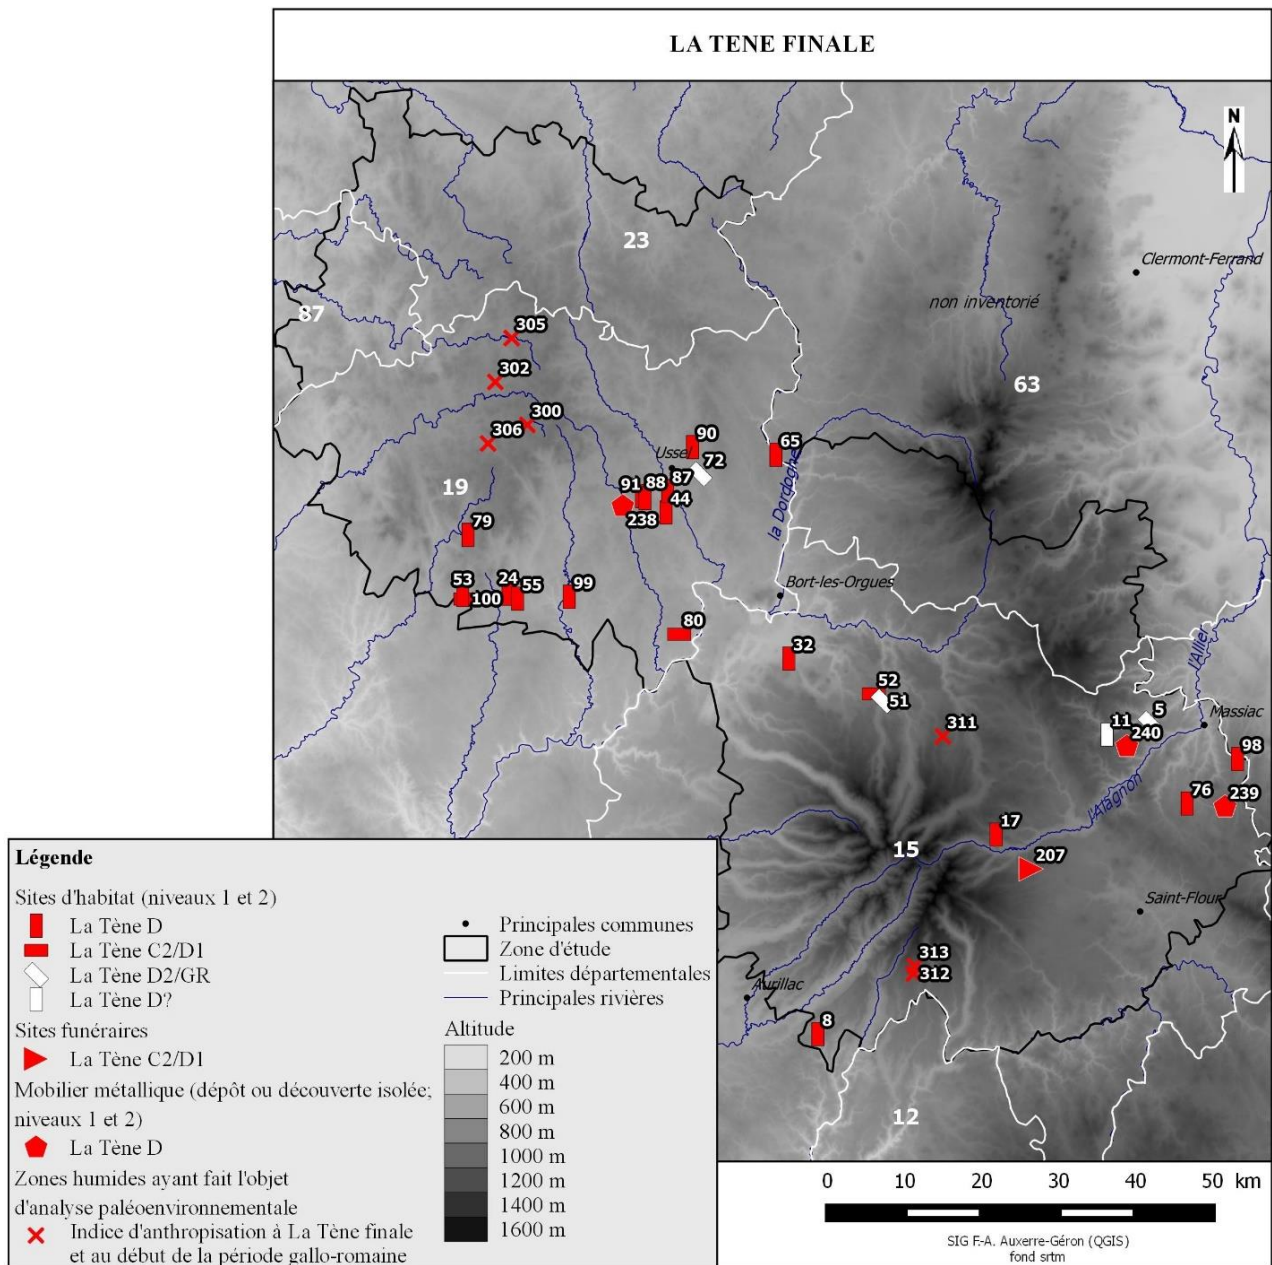 LA TENE FINALE
N
23
Clermont-Ferrand
87
non inventorié
305
302
63
300
306
90
65
Ussel
72
19
91
88
87
la Dordogne
44
238
79
53
24
55
99
100
Bort-les-Orgues
80
32
52
51
l'Allier
311
11
5
Massiac
240
98
l'Alagnon
76
239
17
15
207
Saint-Flour
313
312
Aurillac
8
12
Légende
Sites d'habitat (niveaux 1 et 2)
La Tène D
La Tène C2/D1
La Tène D2/GR
La Tène D?
Sites funéraires
La Tène C2/D1
Mobilier métallique (dépôt ou découverte isolée;
niveaux 1 et 2)
La Tène D
Zones humides ayant fait l'objet
d'analyse paléoenvironnementale
Indice d'anthropisation à La Tène finale
et au début de la période gallo-romaine
Principales communes
Zone d'étude
Limites départementales
Principales rivières
Altitude
200 m
400 m
600 m
800 m
1000 m
1200 m
1400 m
1600 m
0 10 20 30 40 50 km
SIG F.-A. Auxerre-Géron (QGIS)
fond srtm